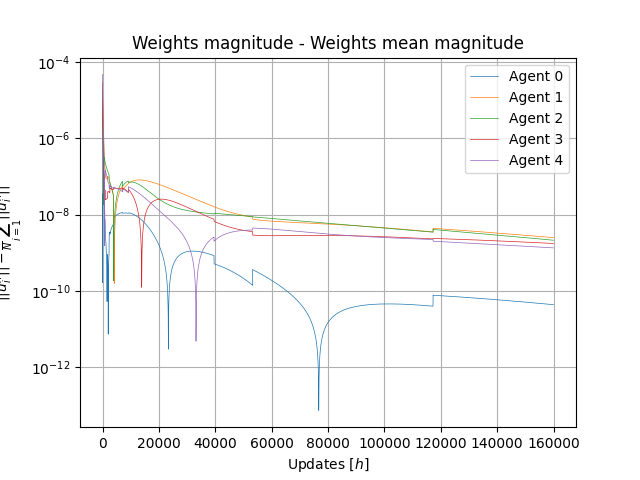 Weights magnitude - Weights mean magnitude
10⁻⁴
10⁻⁶
10⁻⁸
10⁻¹⁰
10⁻¹²
Agent 0
Agent 1
Agent 2
Agent 3
Agent 4
0 20000 40000 60000 80000 100000 120000 140000 160000
Updates [h]